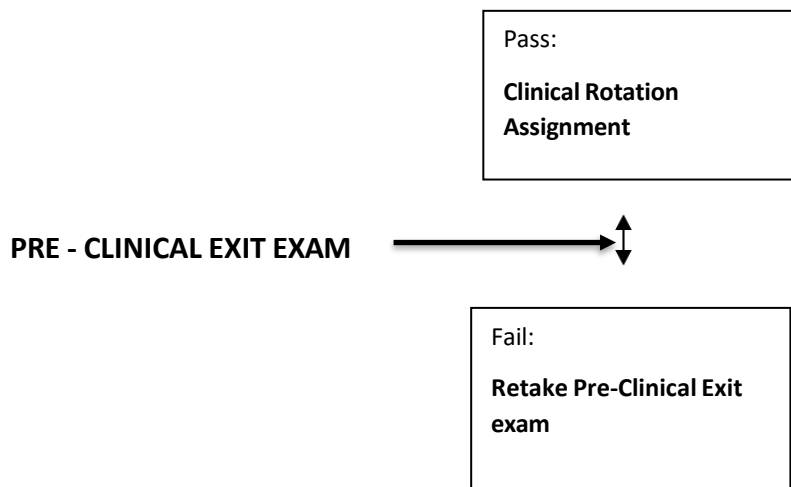 Pass:
Clinical Rotation
Assignment
PRE - CLINICAL EXIT EXAM
Fail:
Retake Pre-Clinical Exit
exam